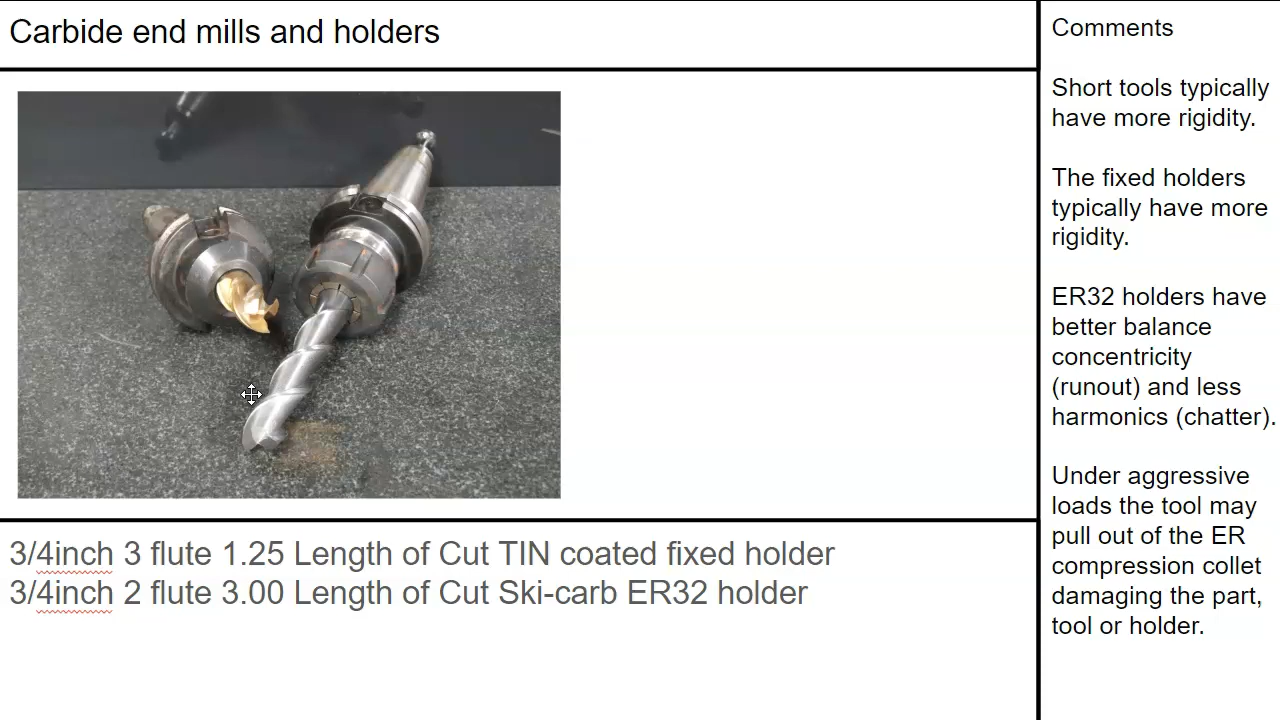 Carbide end mills and holders
3/4inch 3 flute 1.25 Length of Cut TIN coated fixed holder
3/4inch 2 flute 3.00 Length of Cut Ski-carb ER32 holder
Comments
Short tools typically
have more rigidity.
The fixed holders
typically have more
rigidity.
ER32 holders have
better balance
concentricity
(runout) and less
harmonics (chatter).
Under aggressive
loads the tool may
pull out of the ER
compression collet
damaging the part,
tool or holder.